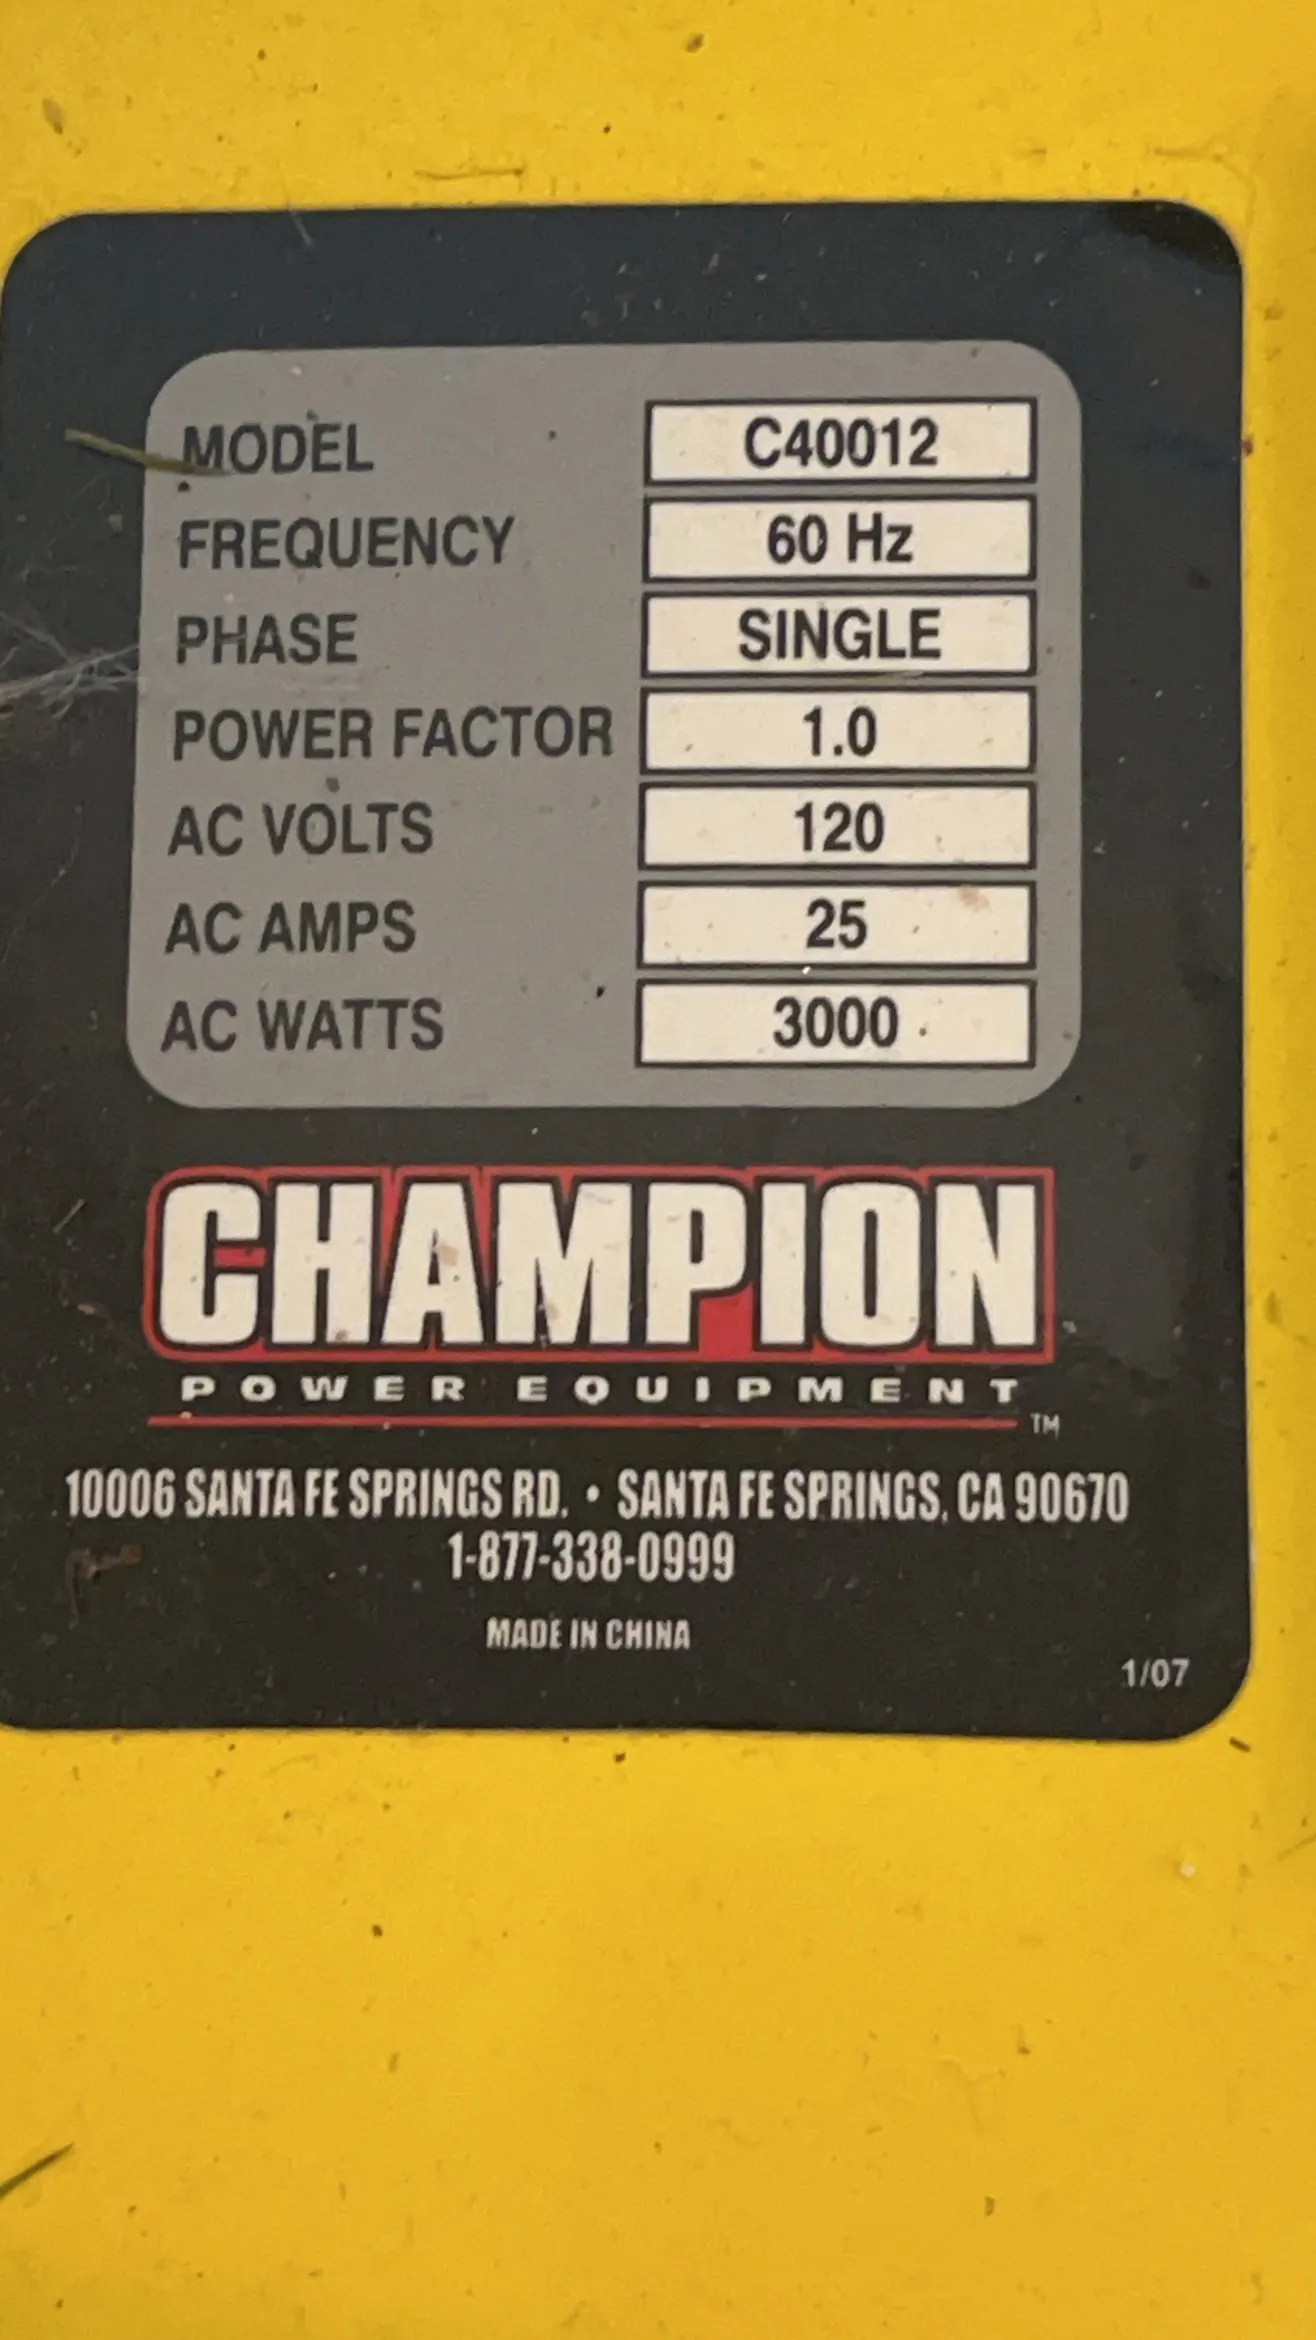 MODEL C40012
FREQUENCY 60 Hz
PHASE SINGLE
POWER FACTOR 1.0
AC VOLTS 120
AC AMPS 25
AC WATTS 3000
CHAMPION
POWER EQUIPMENT
TM
10006 SANTA FE SPRINGS RD. • SANTA FE SPRINGS, CA 90670
1-877-338-0999
MADE IN CHINA
1/07